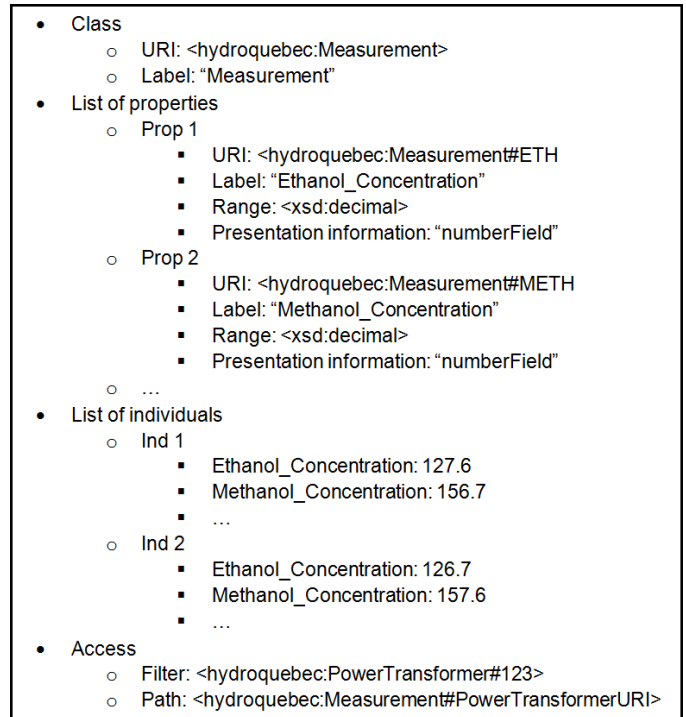 • Class
o URI: <hydroquebec:Measurement>
o Label: “Measurement”
• List of properties
o Prop 1
▪ URI: <hydroquebec:Measurement#ETH
▪ Label: “Ethanol_Concentration”
▪ Range: <xsd:decimal>
▪ Presentation information: “numberField”
o Prop 2
▪ URI: <hydroquebec:Measurement#METH
▪ Label: “Methanol_Concentration”
▪ Range: <xsd:decimal>
▪ Presentation information: “numberField”
o …
• List of individuals
o Ind 1
▪ Ethanol_Concentration: 127.6
▪ Methanol_Concentration: 156.7
▪ …
o Ind 2
▪ Ethanol_Concentration: 126.7
▪ Methanol_Concentration: 157.6
▪ …
• Access
o Filter: <hydroquebec:PowerTransformer#123>
o Path: <hydroquebec:Measurement#PowerTransformerURI>